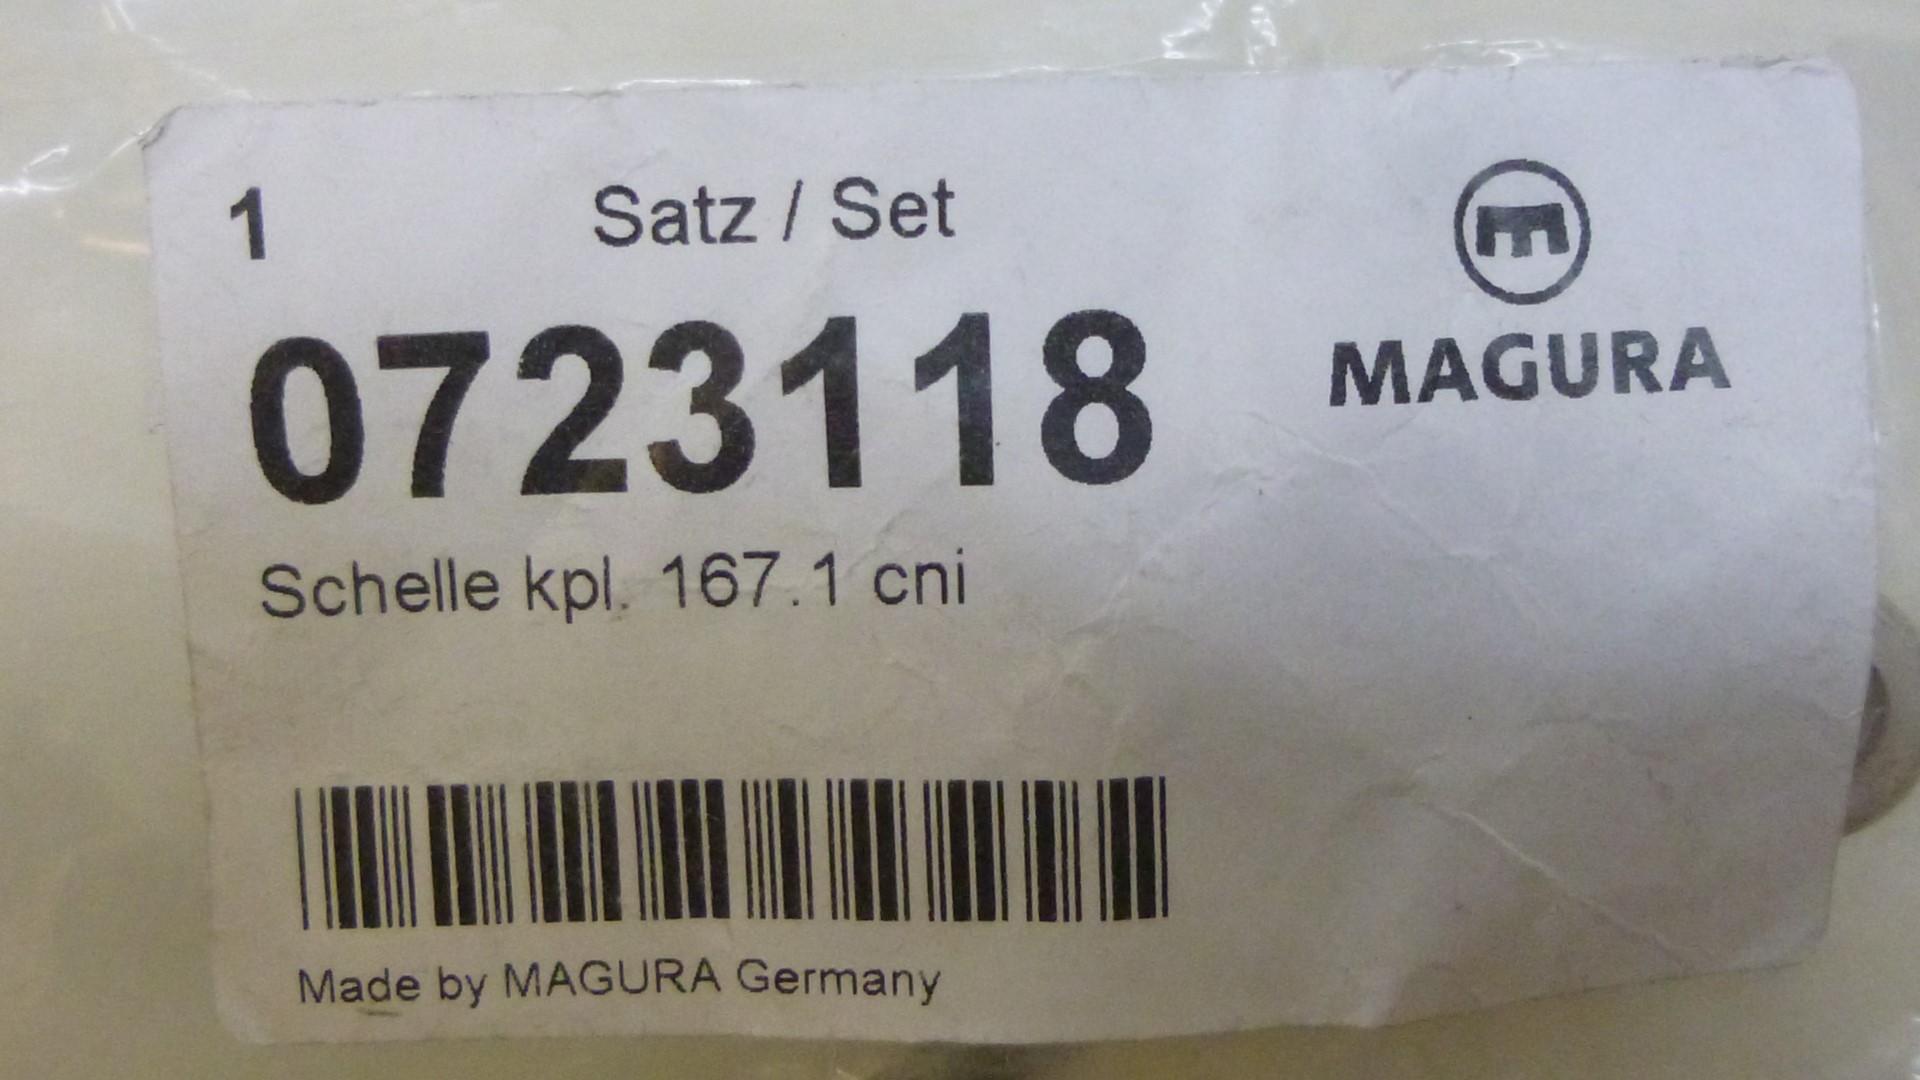 1 Satz / Set
0723118
MAGURA
Schelle kpl. 167.1 cni
Made by MAGURA Germany